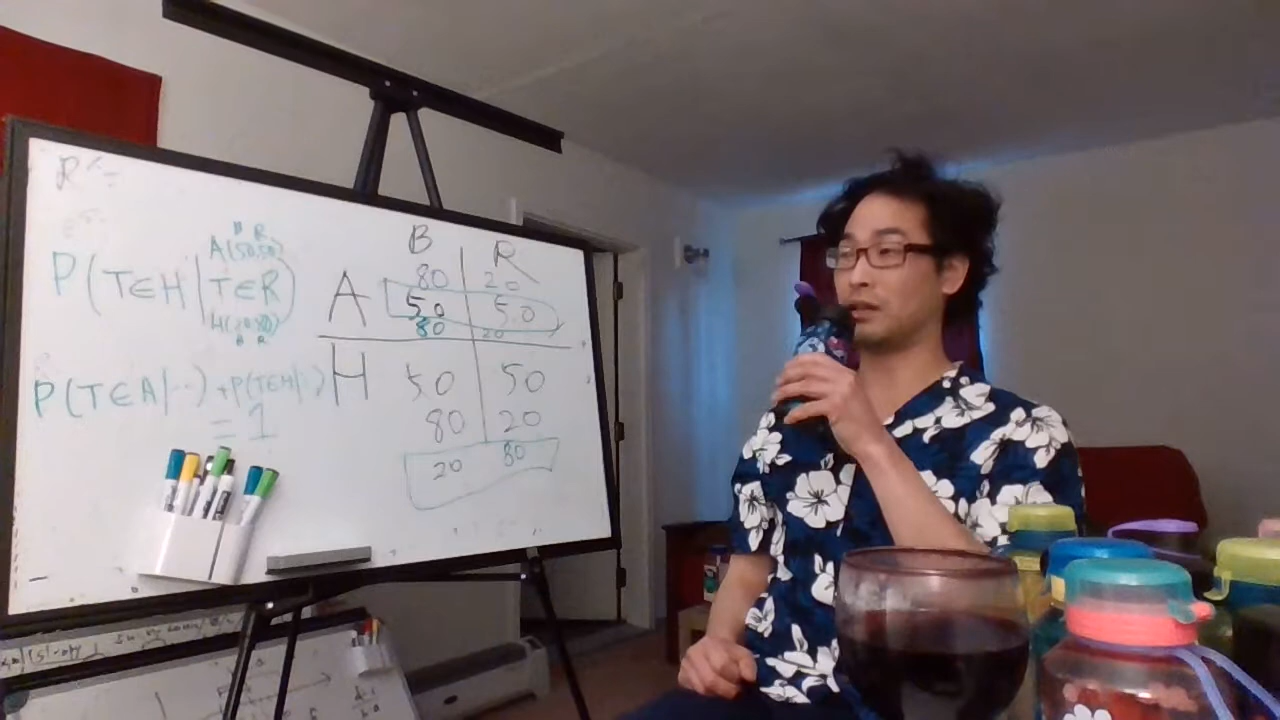 R
B R
A(50,50)
P(T∈H|T∈R)
H(20,80)
B R
P(T∈A|...)+P(T∈H|...)
=1
B R
A
80 20
50 50
80 20
H
50 50
80 20
20 80